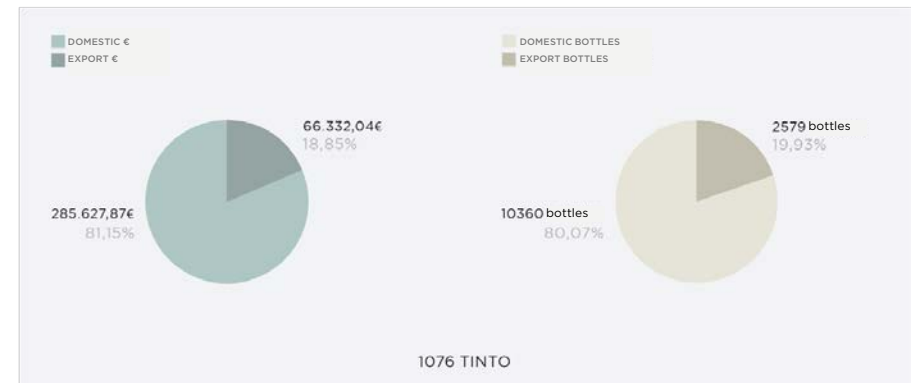 DOMESTIC €
EXPORT €
66.332,04€
18,85%
285.627,87€
81,15%
DOMESTIC BOTTLES
EXPORT BOTTLES
2579 bottles
19,93%
10360 bottles
80,07%
1076 TINTO